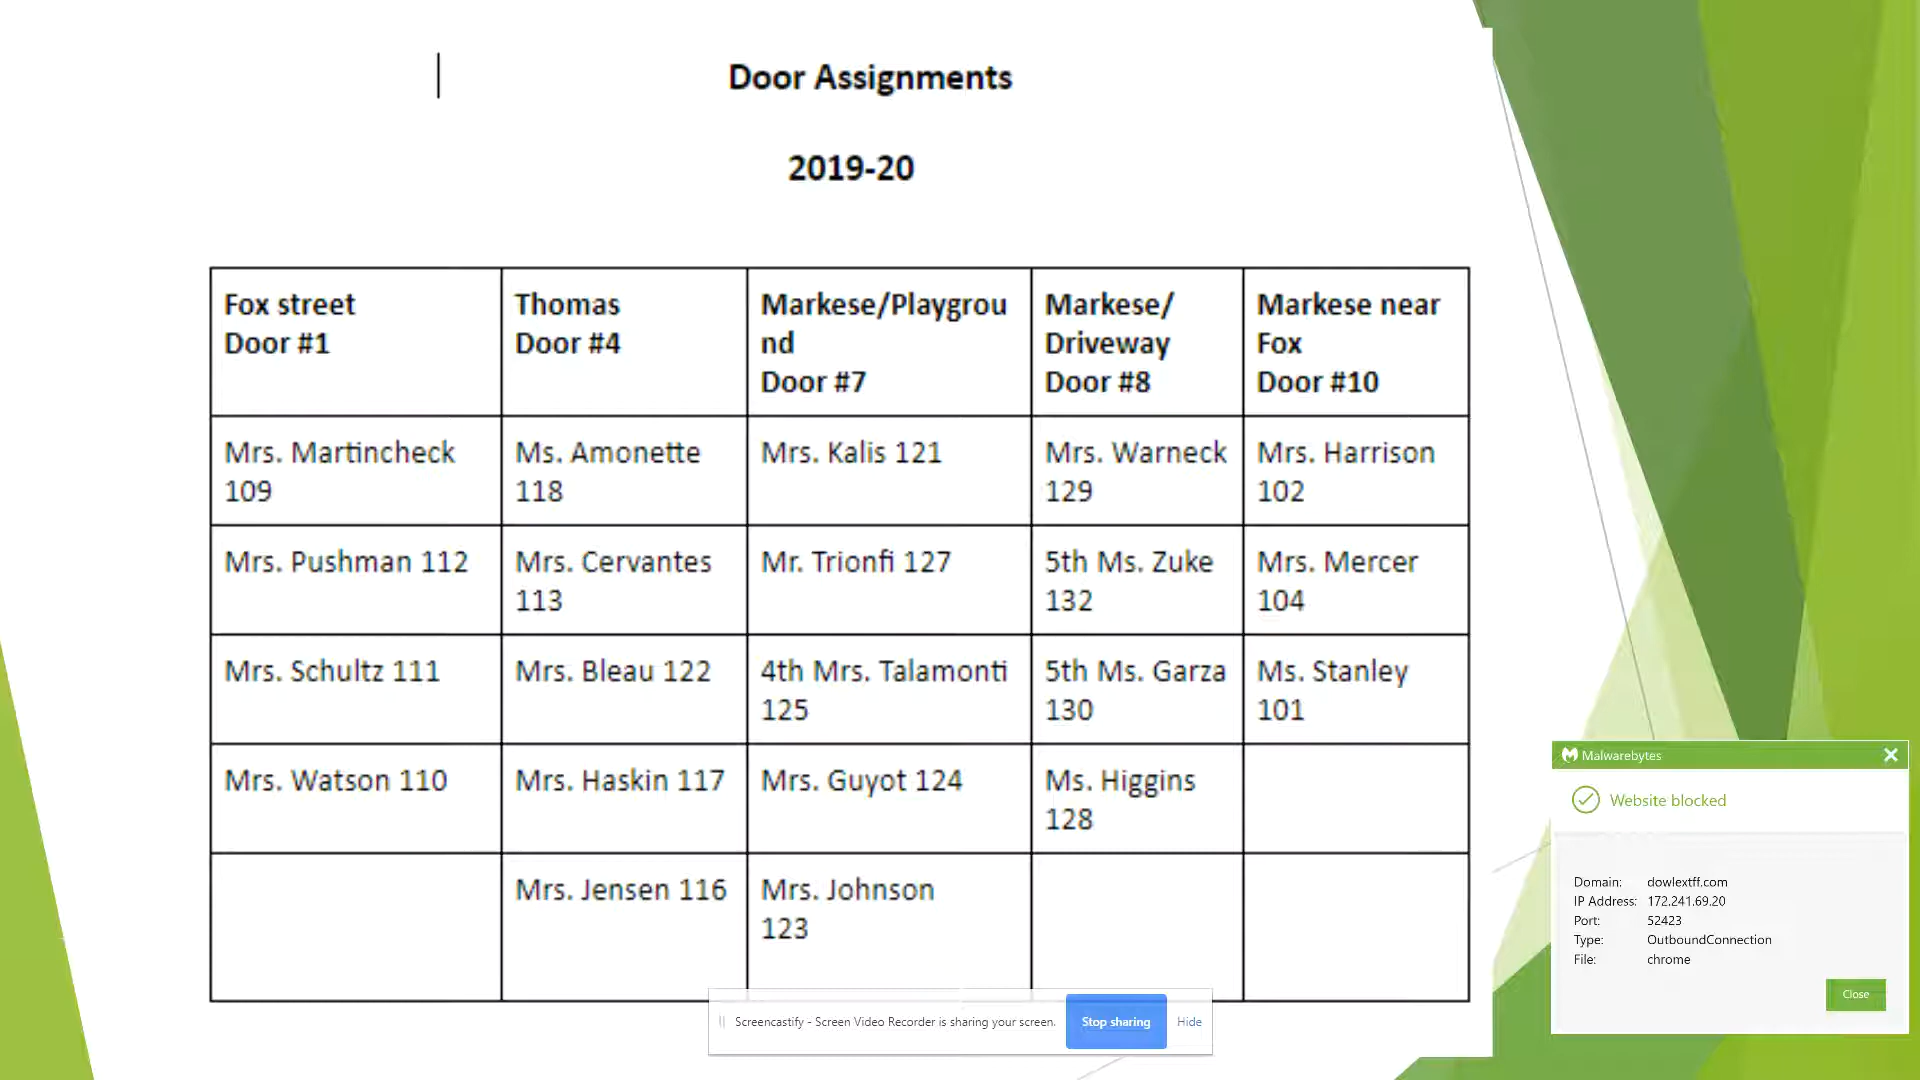 Door Assignments
2019-20
Fox street
Door #1
Thomas
Door #4
Markese/Playgrou
nd
Door #7
Markese/
Driveway
Door #8
Markese near
Fox
Door #10
Mrs. Martincheck
109
Ms. Amonette
118
Mrs. Kalis 121
Mrs. Warneck
129
Mrs. Harrison
102
Mrs. Pushman 112
Mrs. Cervantes
113
Mr. Trionfi 127
5th Ms. Zuke
132
Mrs. Mercer
104
Mrs. Schultz 111
Mrs. Bleau 122
4th Mrs. Talamonti
125
5th Ms. Garza
130
Ms. Stanley
101
Mrs. Watson 110
Mrs. Haskin 117
Mrs. Guyot 124
Ms. Higgins
128
Mrs. Jensen 116
Mrs. Johnson
123
Malwarebytes
Website blocked
Domain: dowlextff.com
IP Address: 172.241.69.20
Port: 52423
Type: OutboundConnection
File: chrome
Close
Screencastify - Screen Video Recorder is sharing your screen. Stop sharing Hide